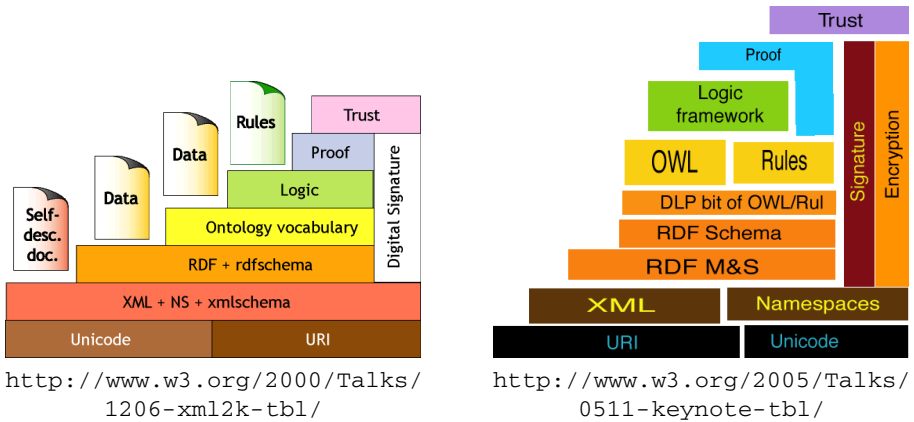 Self-
desc.
doc.
Data
Data
Rules
Trust
Proof
Logic
Ontology vocabulary
RDF + rdfschema
XML + NS + xmlschema
Unicode
URI
Digital Signature
http://www.w3.org/2000/Talks/
1206-xml2k-tbl/
Trust
Proof
Logic
framework
OWL
Rules
DLP bit of OWL/Rul
RDF Schema
RDF M&S
XML
Namespaces
URI
Unicode
Signature
Encryption
http://www.w3.org/2005/Talks/
0511-keynote-tbl/